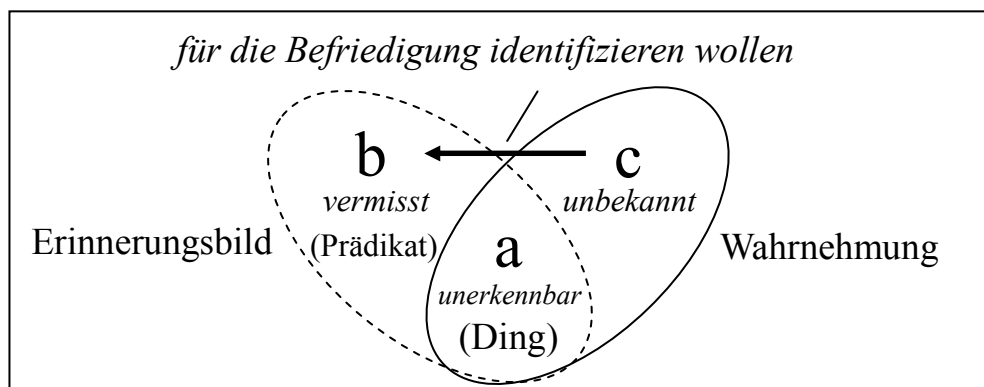 für die Befriedigung identifizieren wollen
b
c
vermisst
unbekannt
Erinnerungsbild
(Prädikat)
a
Wahrnehmung
unerkennbar
(Ding)